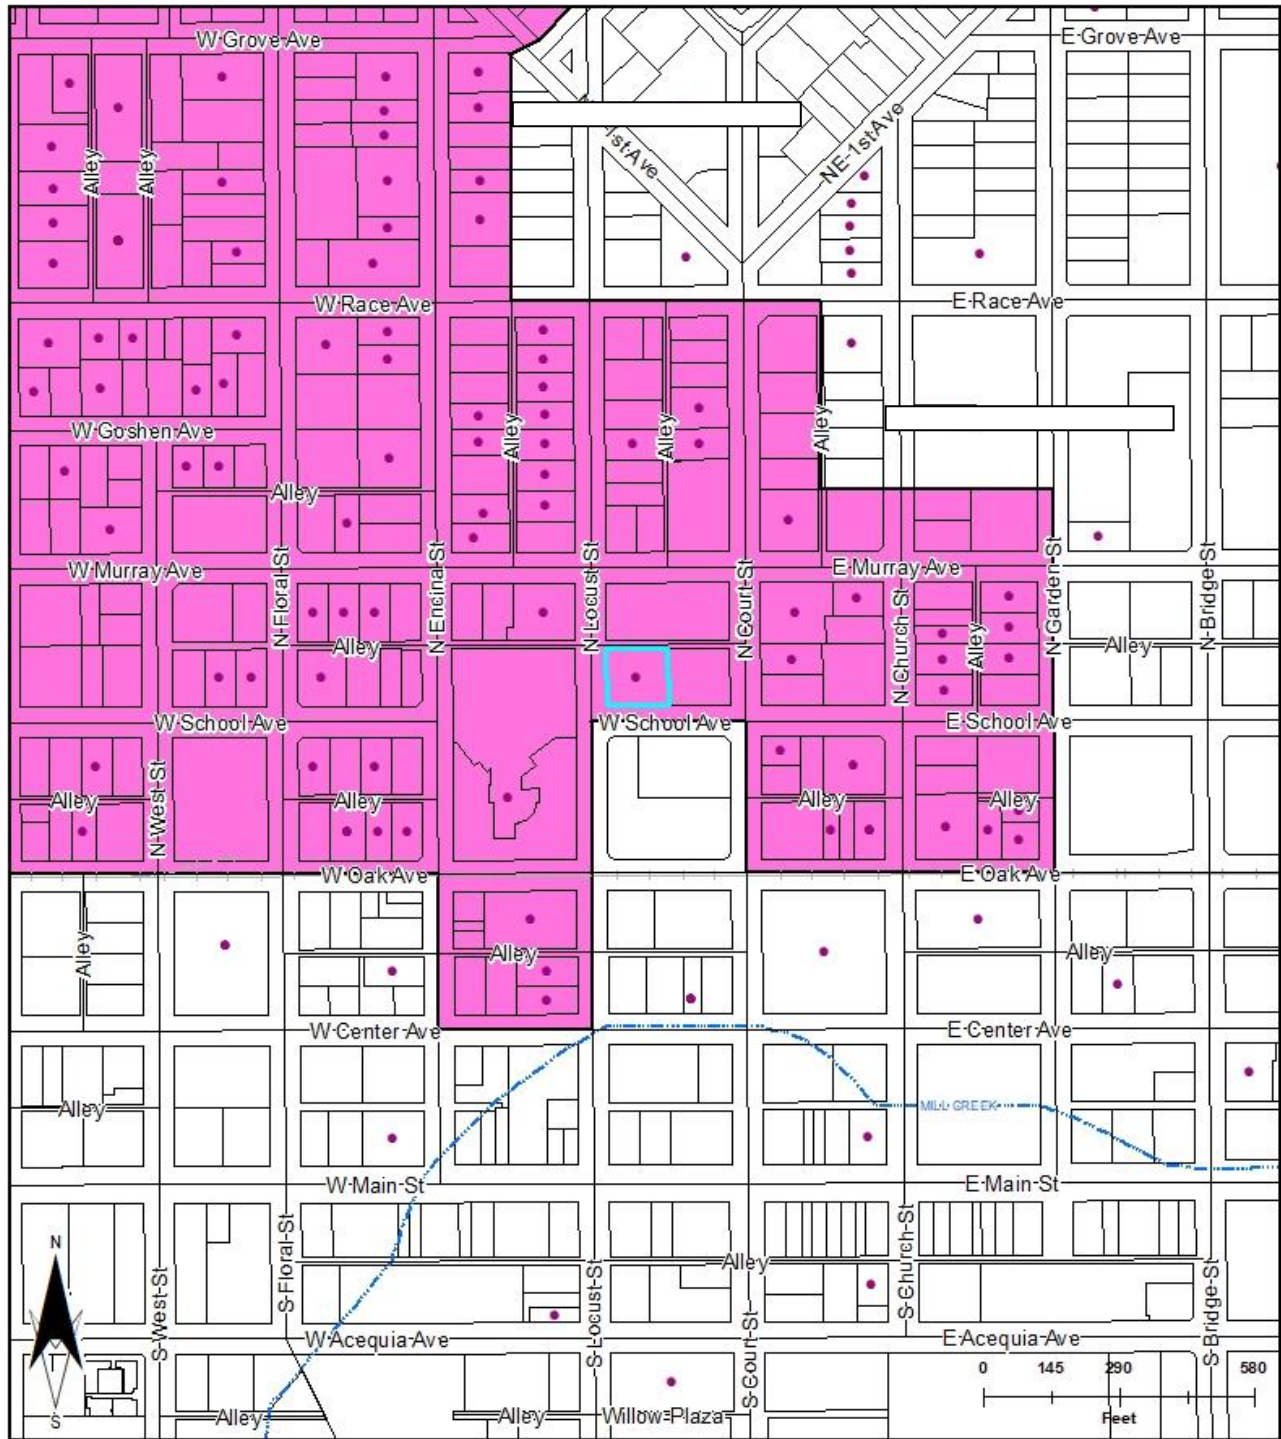 W Grove Ave
E Grove Ave
1st Ave
NE 1st Ave
Alley
Alley
W Race Ave
E Race Ave
Alley
Alley
Alley
W Goshen Ave
Alley
W Murray Ave
E Murray Ave
N Floral St
N Encina St
N Locust St
N Court St
N Church St
N Garden St
N Bridge St
Alley
Alley
Alley
W School Ave
W School Ave
E School Ave
N West St
Alley
Alley
Alley
Alley
W Oak Ave
E Oak Ave
Alley
Alley
Alley
W Center Ave
E Center Ave
Alley
MILL CREEK
W Main St
E Main St
N
S
S West St
S Floral St
S Locust St
Alley
S Court St
S Church St
S Bridge St
W Acequia Ave
E Acequia Ave
0 145 290 580
Feet
Alley
Alley
Willow Plaza